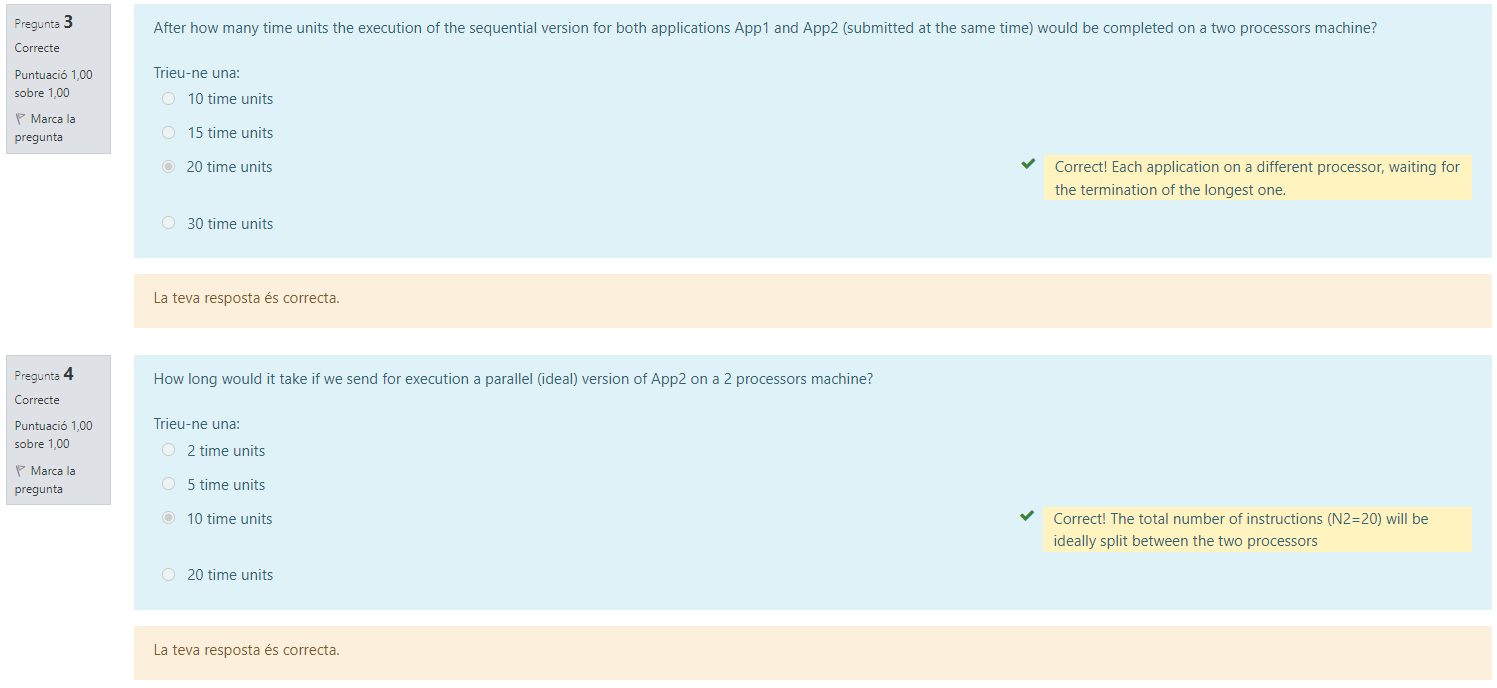 Pregunta 3
Correcte
Puntuació 1,00
sobre 1,00
Marca la
pregunta
After how many time units the execution of the sequential version for both applications App1 and App2 (submitted at the same time) would be completed on a two processors machine?
Trieu-ne una:
10 time units
15 time units
20 time units
Correct! Each application on a different processor, waiting for
the termination of the longest one.
30 time units
La teva resposta és correcta.
Pregunta 4
Correcte
Puntuació 1,00
sobre 1,00
Marca la
pregunta
How long would it take if we send for execution a parallel (ideal) version of App2 on a 2 processors machine?
Trieu-ne una:
2 time units
5 time units
10 time units
Correct! The total number of instructions (N2=20) will be
ideally split between the two processors
20 time units
La teva resposta és correcta.